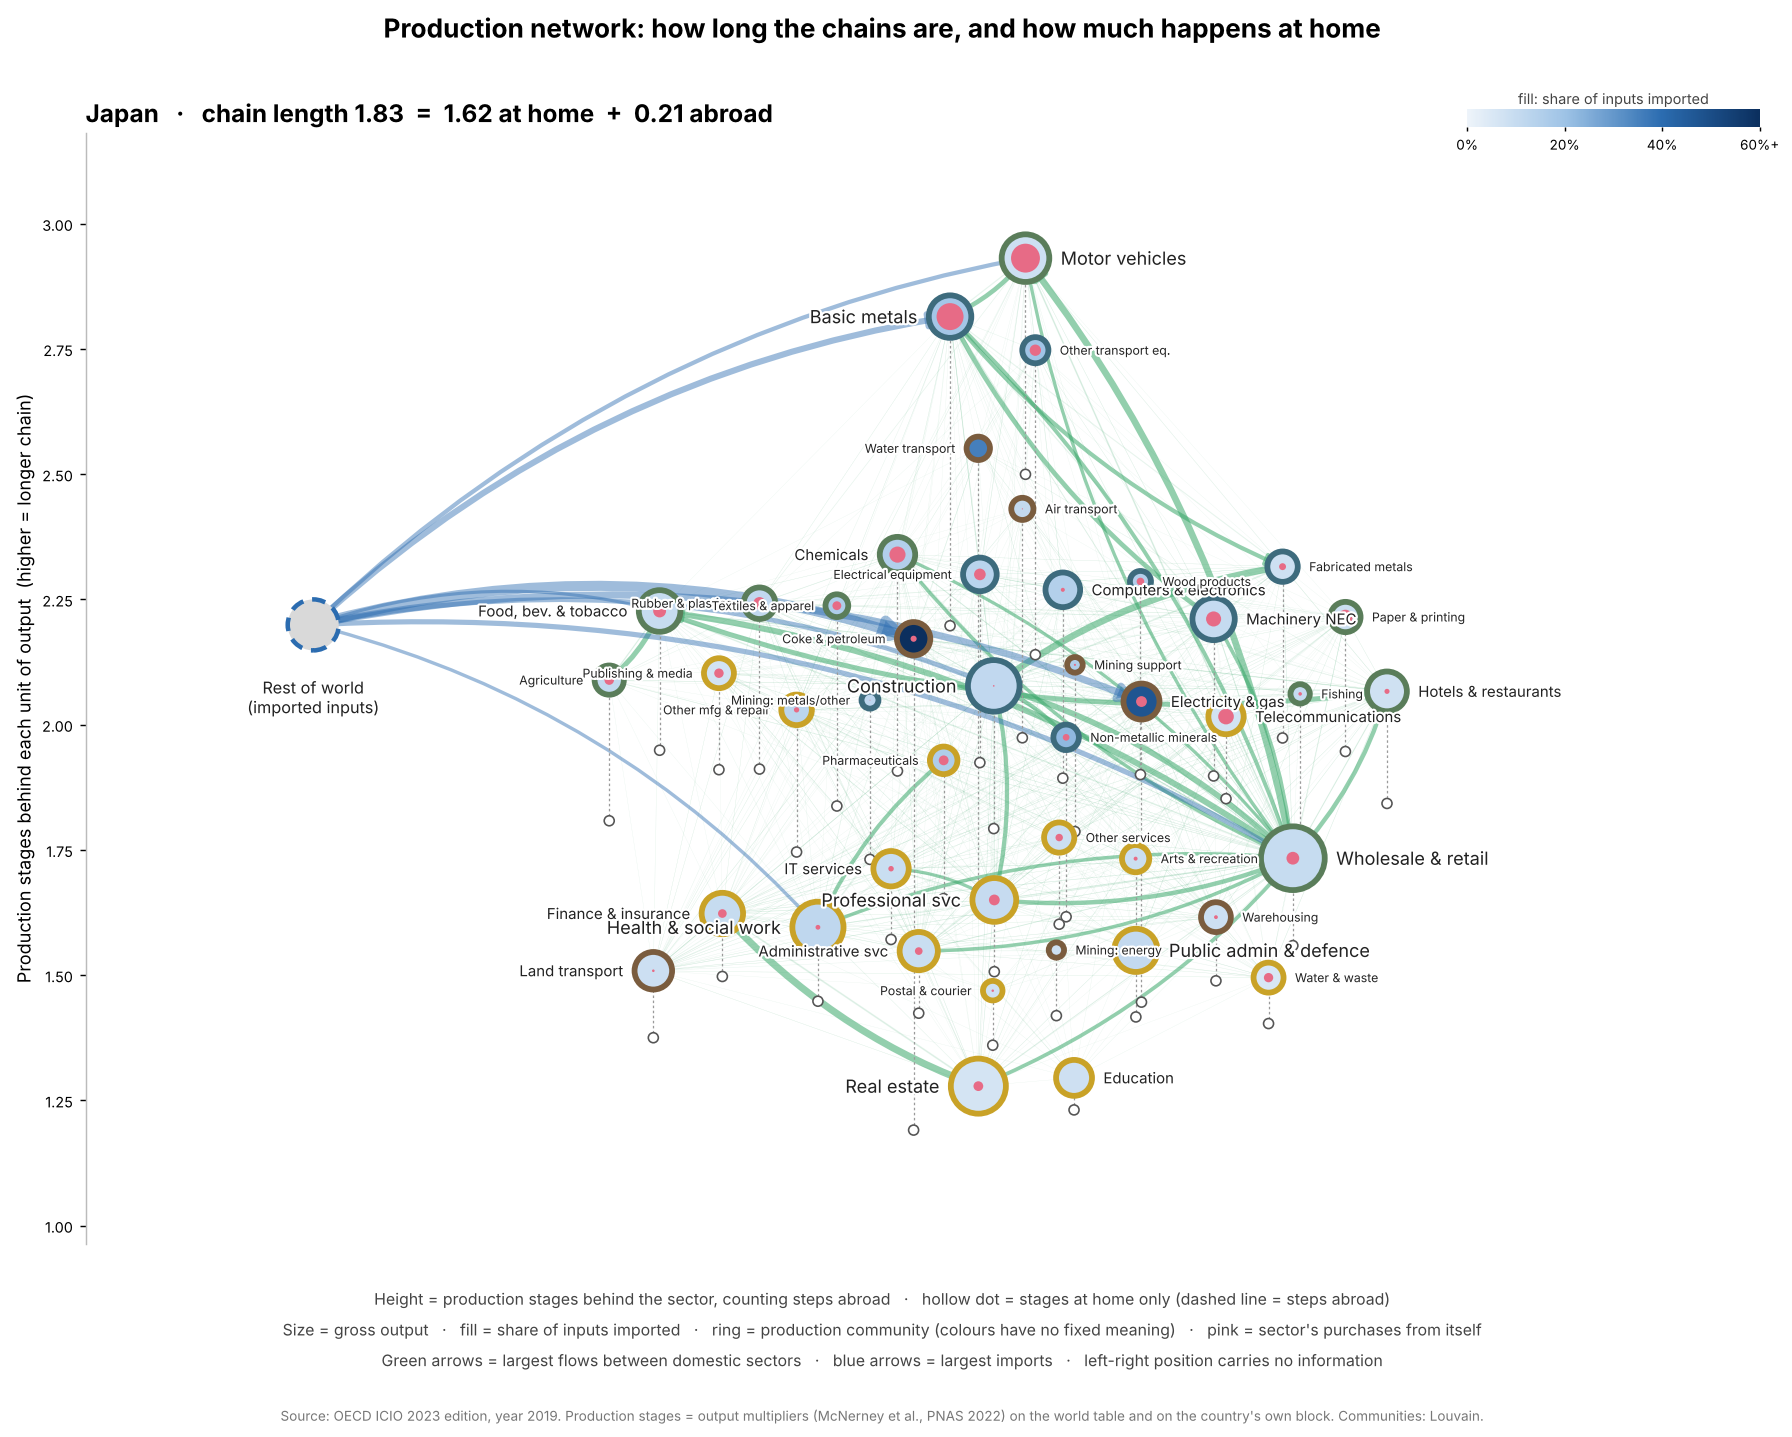 Production network: how long the chains are, and how much happens at home
Japan · chain length 1.83 = 1.62 at home + 0.21 abroad
fill: share of inputs imported
0% 20% 40% 60%+
Production stages behind each unit of output (higher = longer chain)
3.00
2.75
2.50
2.25
2.00
1.75
1.50
1.25
1.00
Motor vehicles
Basic metals
Other transport eq.
Water transport
Air transport
Chemicals
Electrical equipment
Fabricated metals
Wood products
Computers & electronics
Rubber & plas
Textiles & apparel
Food, bev. & tobacco
Machinery NEC
Paper & printing
Coke & petroleum
Rest of world
(imported inputs)
Mining support
Agriculture
Publishing & media
Construction
Hotels & restaurants
Fishing
Mining: metals/other
Electricity & gas
Other mfg & repair
Telecommunications
Non-metallic minerals
Pharmaceuticals
Other services
Arts & recreation
Wholesale & retail
IT services
Professional svc
Finance & insurance
Warehousing
Health & social work
Administrative svc
Mining: energy
Public admin & defence
Land transport
Water & waste
Postal & courier
Real estate
Education
Height = production stages behind the sector, counting steps abroad · hollow dot = stages at home only (dashed line = steps abroad)
Size = gross output · fill = share of inputs imported · ring = production community (colours have no fixed meaning) · pink = sector's purchases from itself
Green arrows = largest flows between domestic sectors · blue arrows = largest imports · left-right position carries no information
Source: OECD ICIO 2023 edition, year 2019. Production stages = output multipliers (McNerney et al., PNAS 2022) on the world table and on the country's own block. Communities: Louvain.